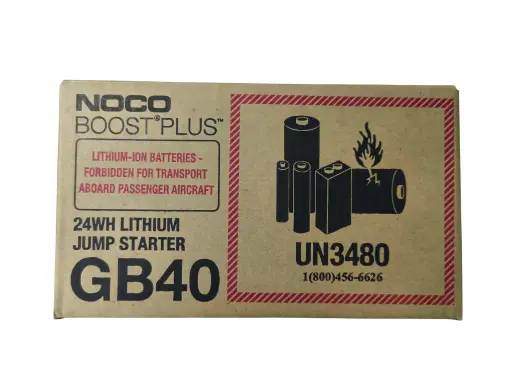 NOCO
BOOST®PLUS™
LITHIUM-ION BATTERIES -
FORBIDDEN FOR TRANSPORT
ABOARD PASSENGER AIRCRAFT
24WH LITHIUM
JUMP STARTER
GB40
UN3480
1(800)456-6626